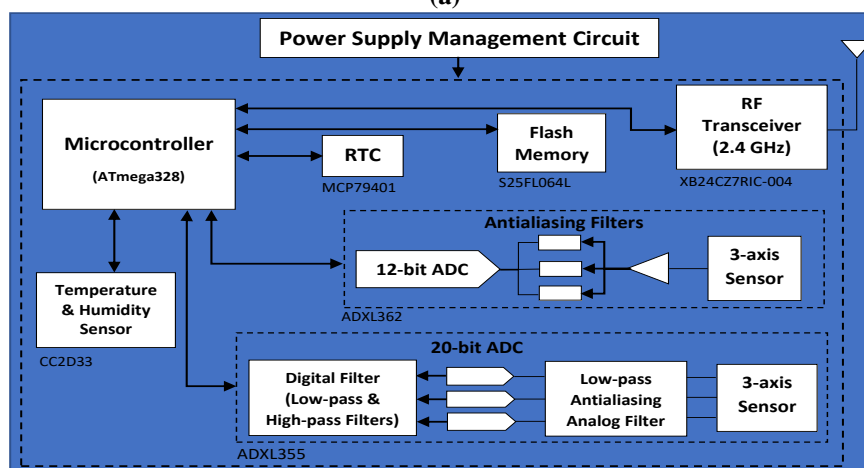 (a)
Power Supply Management Circuit
Microcontroller
(ATmega328)
RTC
MCP79401
Flash
Memory
S25FL064L
RF
Transceiver
(2.4 GHz)
XB24CZ7RIC-004
Temperature
& Humidity
Sensor
CC2D33
Antialiasing Filters
12-bit ADC
3-axis
Sensor
ADXL362
20-bit ADC
Digital Filter
(Low-pass &
High-pass Filters)
Low-pass
Antialiasing
Analog Filter
3-axis
Sensor
ADXL355